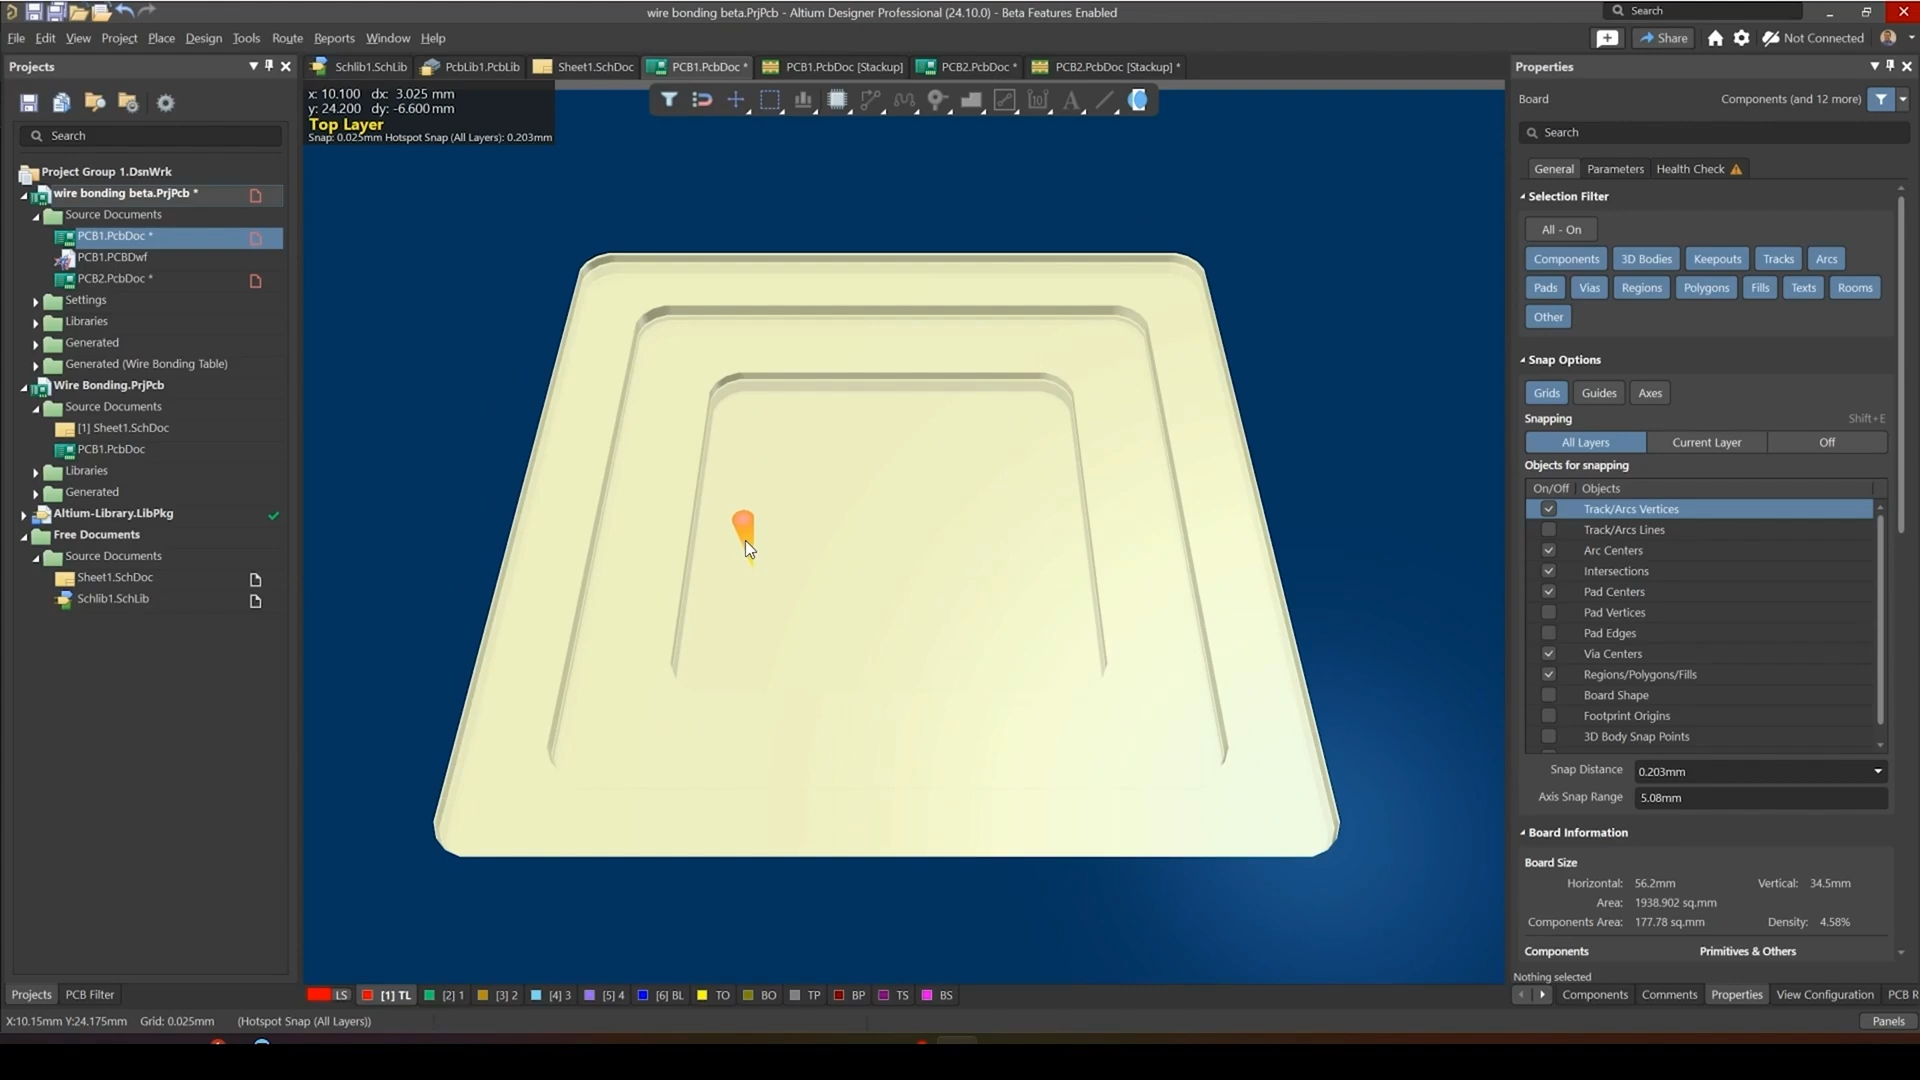 wire bonding beta.PrjPcb - Altium Designer Professional (24.10.0) - Beta Features Enabled
Search
File Edit View Project Place Design Tools Route Reports Window Help
Share
Not Connected
Projects
Schlib1.SchLib
PcbLib1.PcbLib
Sheet1.SchDoc
PCB1.PcbDoc *
PCB1.PcbDoc [Stackup]
PCB2.PcbDoc *
PCB2.PcbDoc [Stackup] *
Properties
x: 10.100 dx: 3.025 mm
y: 24.200 dy: -6.600 mm
Top Layer
Snap: 0.025mm Hotspot Snap (All Layers): 0.203mm
Search
Project Group 1.DsnWrk
wire bonding beta.PrjPcb *
Source Documents
PCB1.PcbDoc *
PCB1.PCBDwf
PCB2.PcbDoc *
Settings
Libraries
Generated
Generated (Wire Bonding Table)
Wire Bonding.PrjPcb
Source Documents
[1] Sheet1.SchDoc
PCB1.PcbDoc
Libraries
Generated
Altium-Library.LibPkg
Free Documents
Source Documents
Sheet1.SchDoc
Schlib1.SchLib
Board
Components (and 12 more)
Search
General Parameters Health Check
Selection Filter
All - On
Components 3D Bodies Keepouts Tracks Arcs
Pads Vias Regions Polygons Fills Texts Rooms
Other
Snap Options
Grids Guides Axes
Snapping Shift+E
All Layers Current Layer Off
Objects for snapping
On/Off Objects
Track/Arcs Vertices
Track/Arcs Lines
Arc Centers
Intersections
Pad Centers
Pad Vertices
Pad Edges
Via Centers
Regions/Polygons/Fills
Board Shape
Footprint Origins
3D Body Snap Points
Snap Distance 0.203mm
Axis Snap Range 5.08mm
Board Information
Board Size
Horizontal: 56.2mm Vertical: 34.5mm
Area: 1938.902 sq.mm
Components Area: 177.78 sq.mm Density: 4.58%
Components Primitives & Others
Nothing selected
Projects PCB Filter
LS [1] TL [2] 1 [3] 2 [4] 3 [5] 4 [6] BL TO BO TP BP TS BS
Components Comments Properties View Configuration PCB R
X:10.15mm Y:24.175mm Grid: 0.025mm (Hotspot Snap (All Layers))
Panels